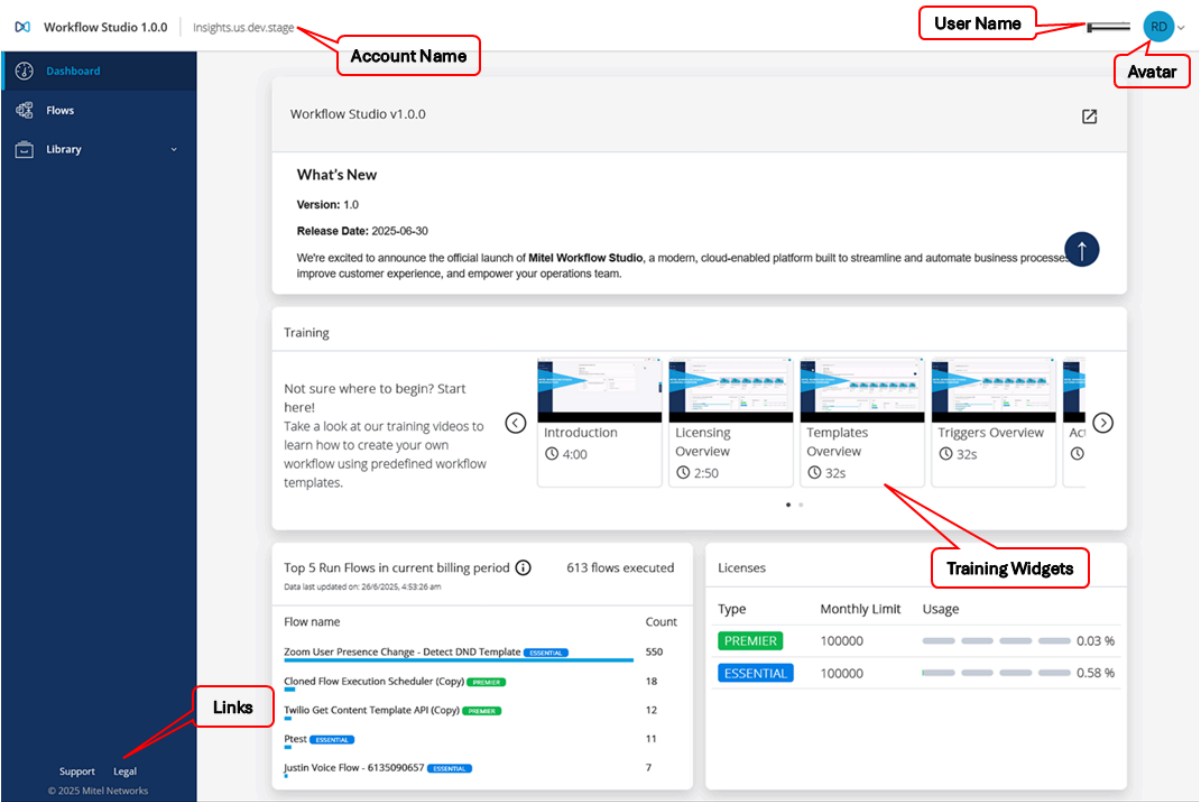 Workflow Studio 1.0.0
Insights.us.dev.stage
User Name
RD
Account Name
Avatar
Dashboard
Flows
Library
Workflow Studio v1.0.0
What's New
Version: 1.0
Release Date: 2025-06-30
We're excited to announce the official launch of Mitel Workflow Studio, a modern, cloud-enabled platform built to streamline and automate business processes
improve customer experience, and empower your operations team.
Training
Not sure where to begin? Start
here!
Take a look at our training videos to
learn how to create your own
workflow using predefined workflow
templates.
Introduction
4:00
Licensing
Overview
2:50
Templates
Overview
32s
Triggers Overview
32s
Act
Training Widgets
Top 5 Run Flows in current billing period
613 flows executed
Data last updated on: 26/6/2025, 4:53:26 am
Flow name Count
Zoom User Presence Change - Detect DND Template ESSENTIAL 550
Cloned Flow Execution Scheduler (Copy) PREMIER 18
Twilio Get Content Template API (Copy) PREMIER 12
Ptest ESSENTIAL 11
Justin Voice Flow - 6135090657 ESSENTIAL 7
Licenses
Type Monthly Limit Usage
PREMIER 100000 0.03 %
ESSENTIAL 100000 0.58 %
Links
Support Legal
© 2025 Mitel Networks